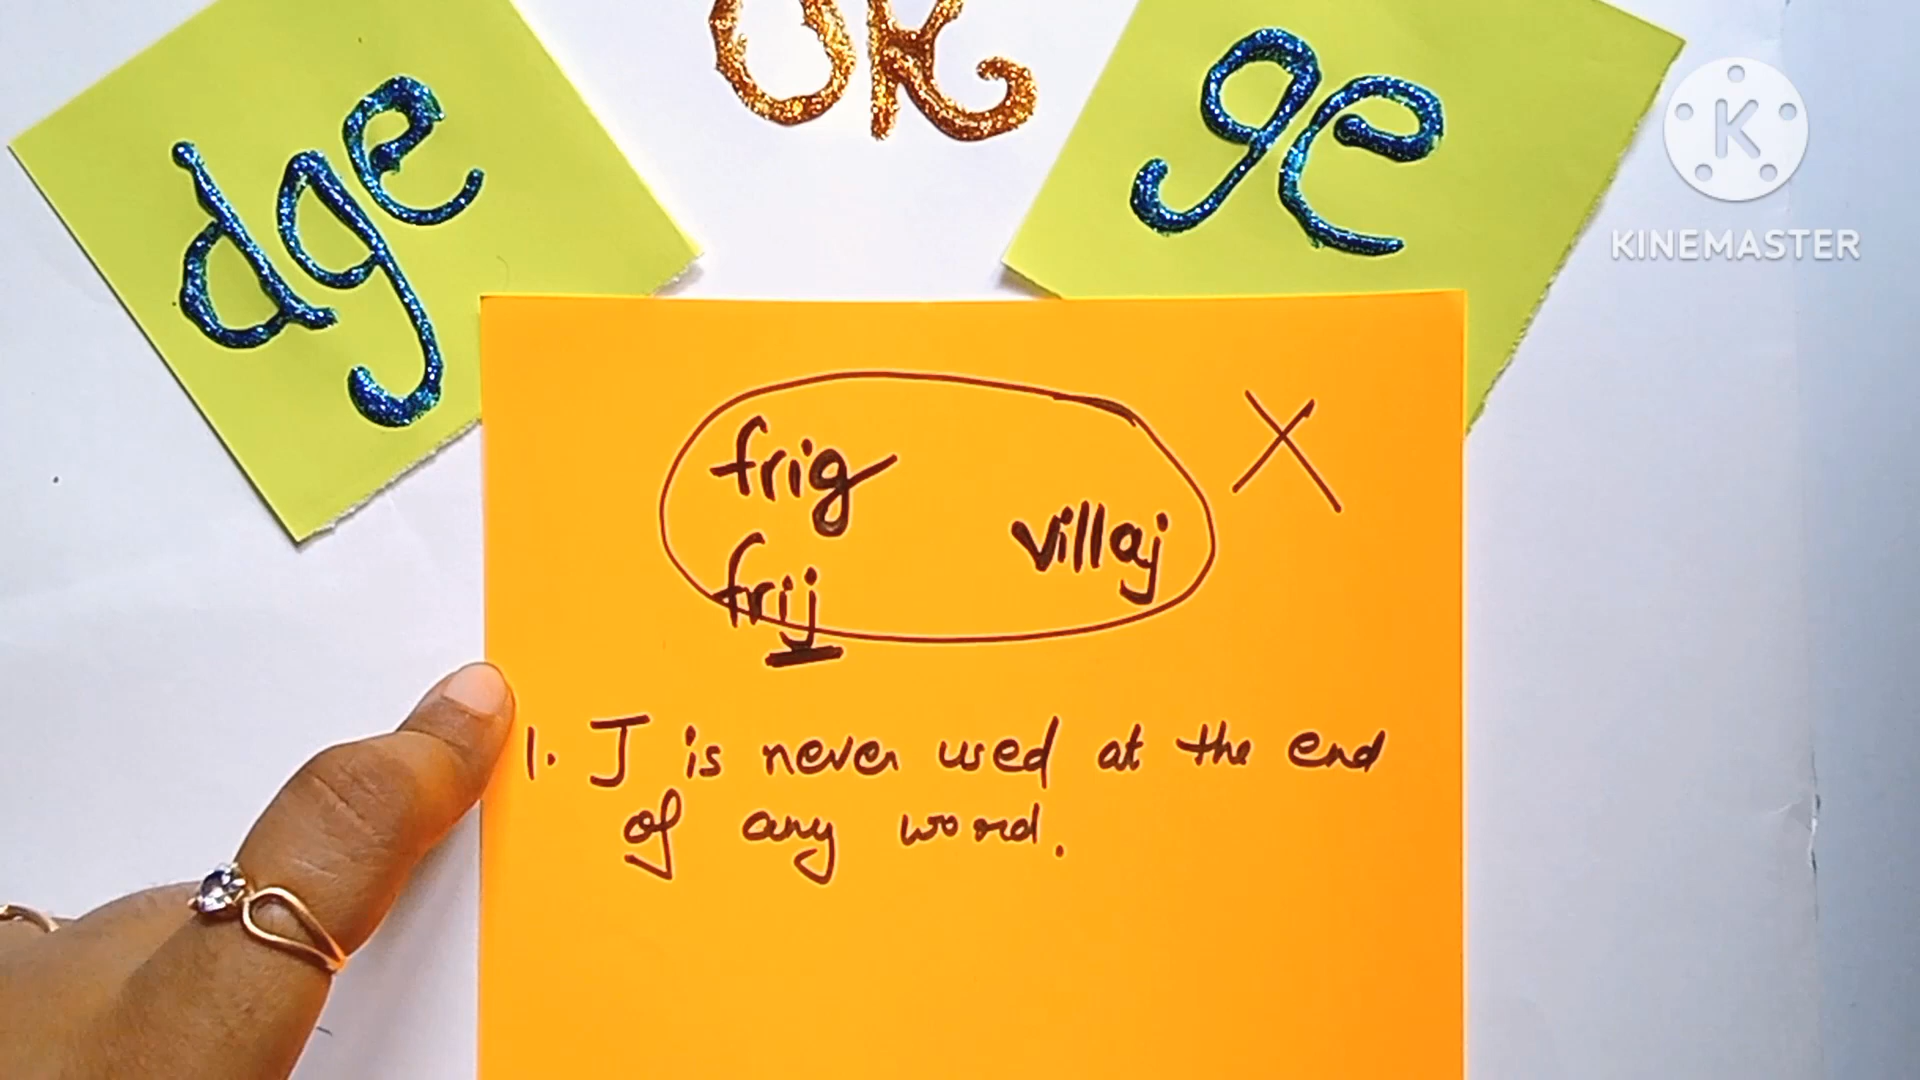 dge
OR
ge
K
KINEMASTER
frig
villaj
frij
X
1. J is never used at the end
of any word.